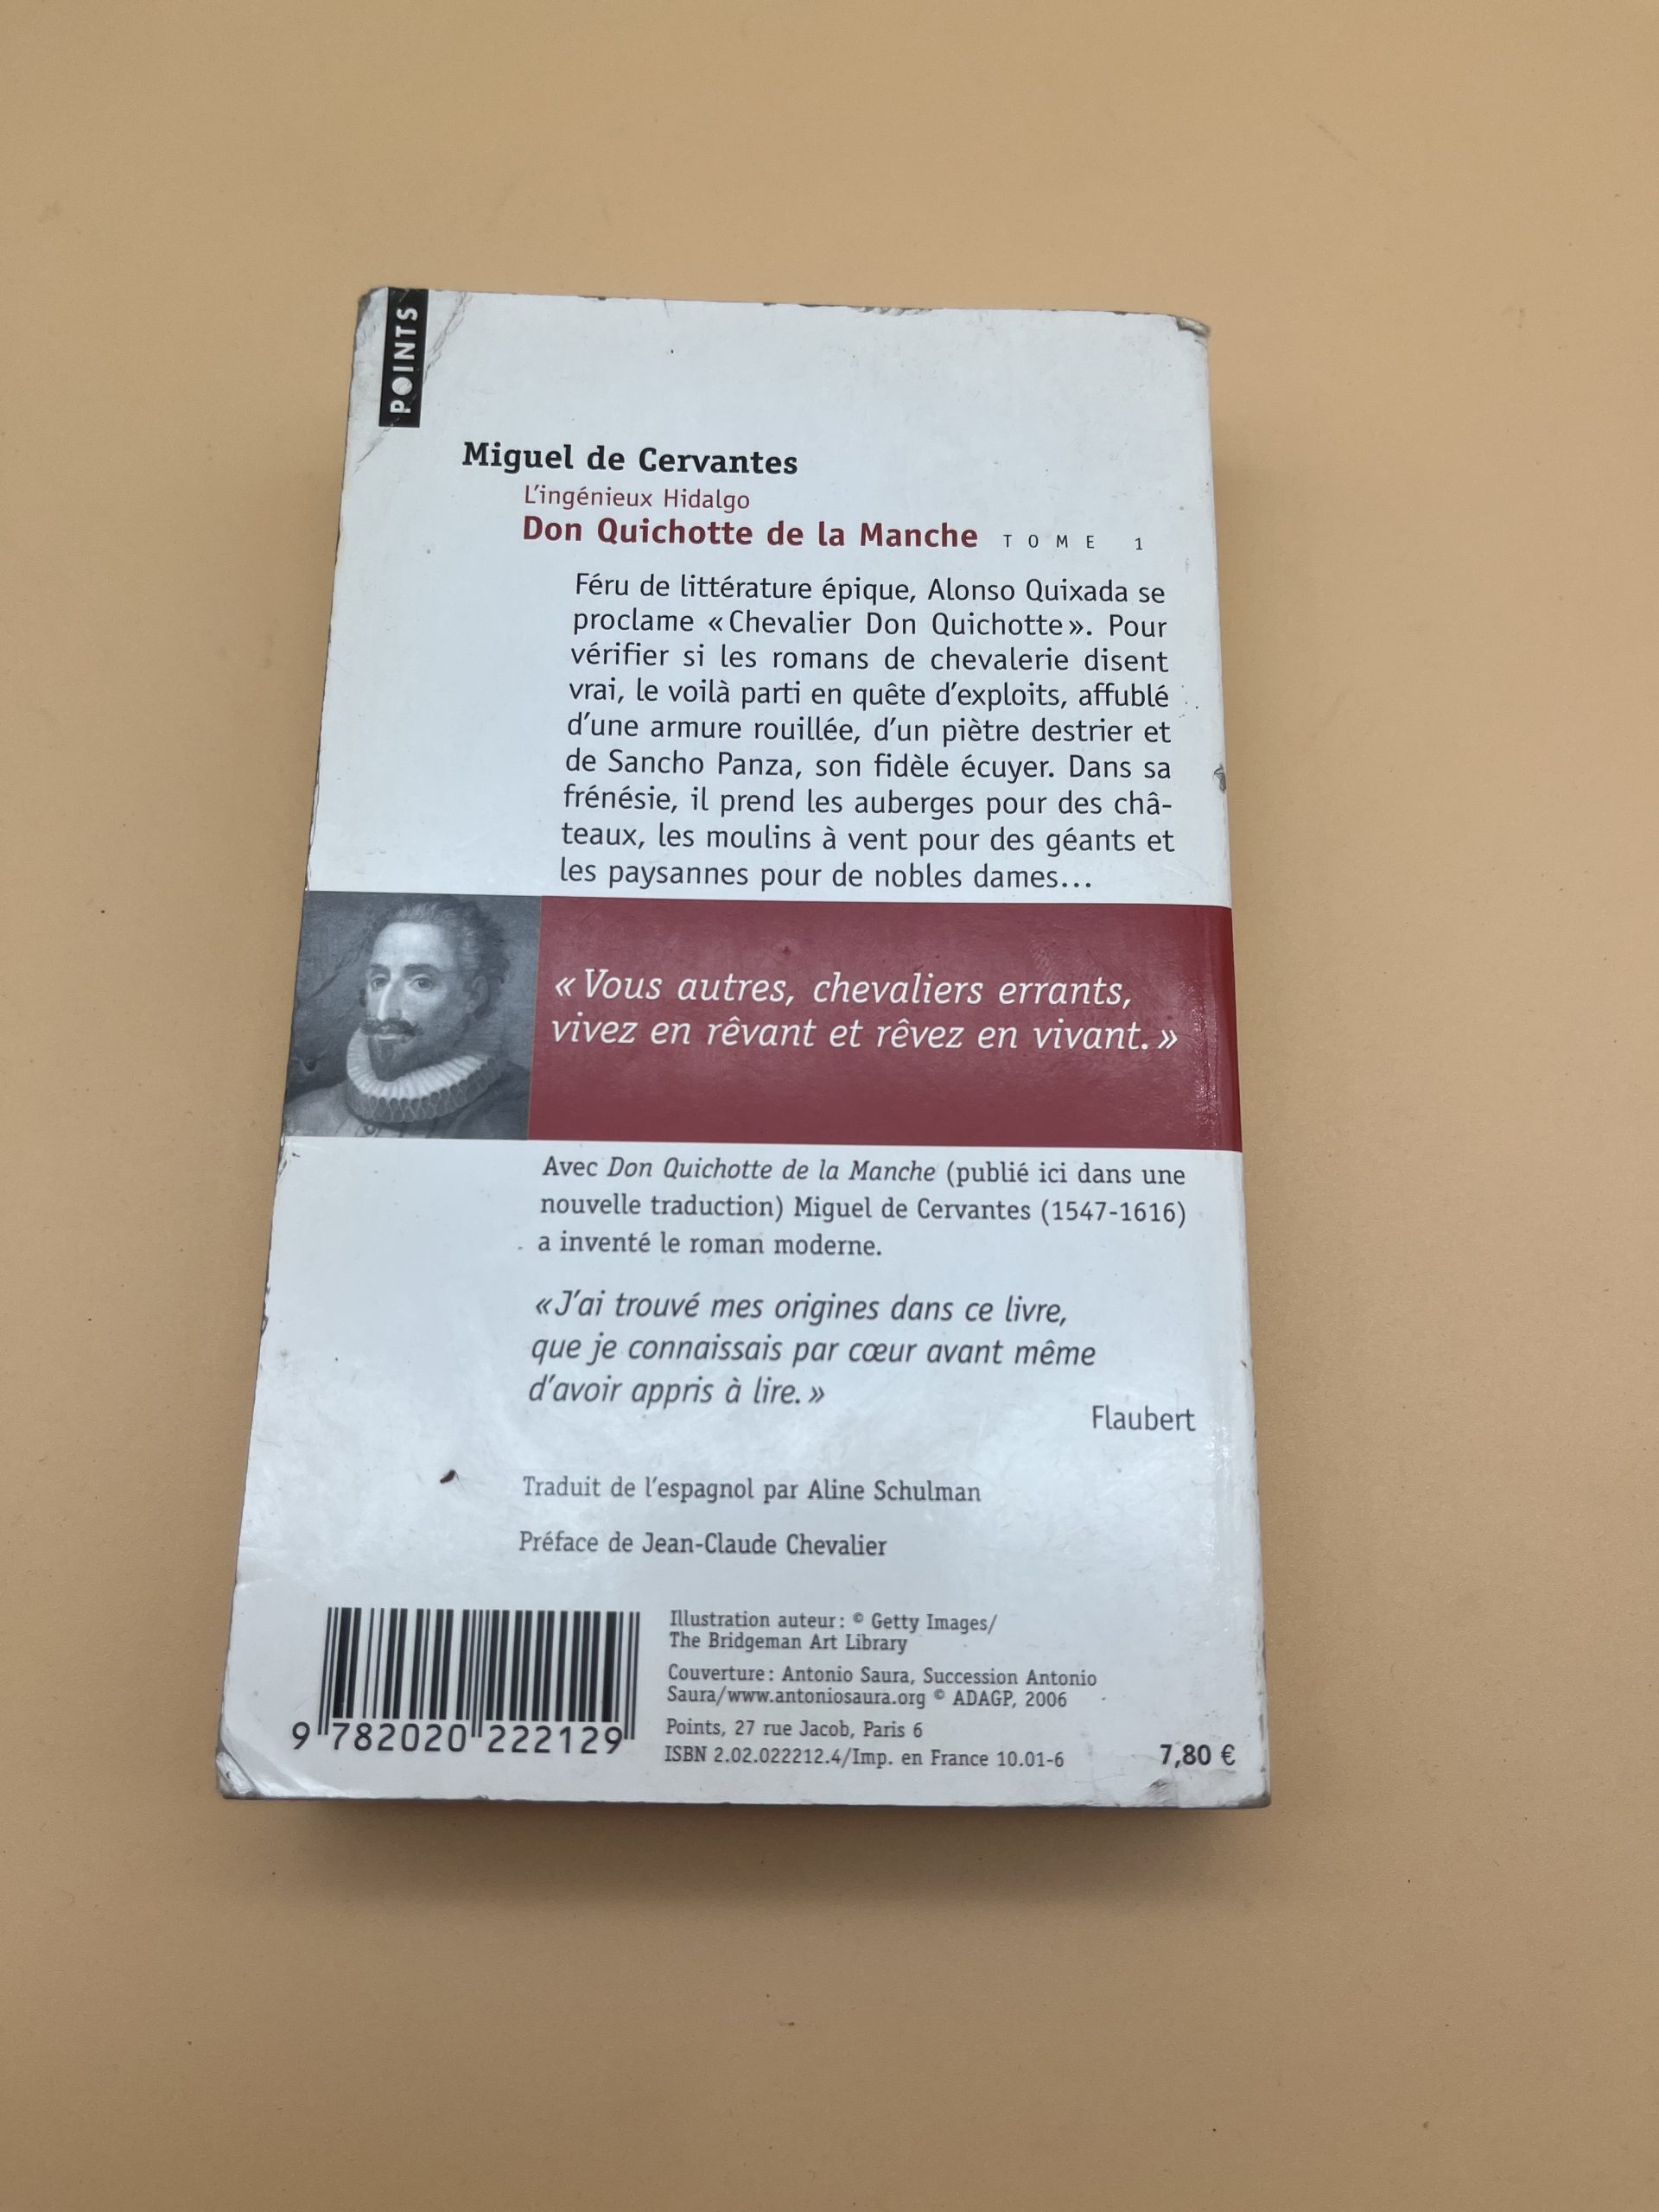 POINTS
Miguel de Cervantes
L'ingénieux Hidalgo
Don Quichotte de la Manche TOME 1
Féru de littérature épique, Alonso Quixada se
proclame « Chevalier Don Quichotte ». Pour
vérifier si les romans de chevalerie disent
vrai, le voilà parti en quête d'exploits, affublé
d'une armure rouillée, d'un piètre destrier et
de Sancho Panza, son fidèle écuyer. Dans sa
frénésie, il prend les auberges pour des châ-
teaux, les moulins à vent pour des géants et
les paysannes pour de nobles dames...
« Vous autres, chevaliers errants,
vivez en rêvant et rêvez en vivant. »
Avec Don Quichotte de la Manche (publié ici dans une
nouvelle traduction) Miguel de Cervantes (1547-1616)
a inventé le roman moderne.
« J'ai trouvé mes origines dans ce livre,
que je connaissais par cœur avant même
d'avoir appris à lire. »
Flaubert
Traduit de l'espagnol par Aline Schulman
Préface de Jean-Claude Chevalier
Illustration auteur : © Getty Images/
The Bridgeman Art Library
Couverture : Antonio Saura, Succession Antonio
Saura/www.antoniosaura.org © ADAGP, 2006
Points, 27 rue Jacob, Paris 6
ISBN 2.02.022212.4/Imp. en France 10.01-6
7,80 €
9 782020 222129